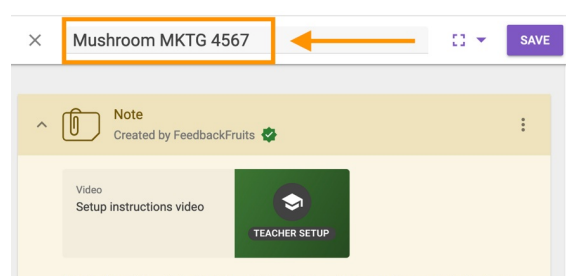 Mushroom MKTG 4567
SAVE
Note
Created by FeedbackFruits
Video
Setup instructions video
TEACHER SETUP